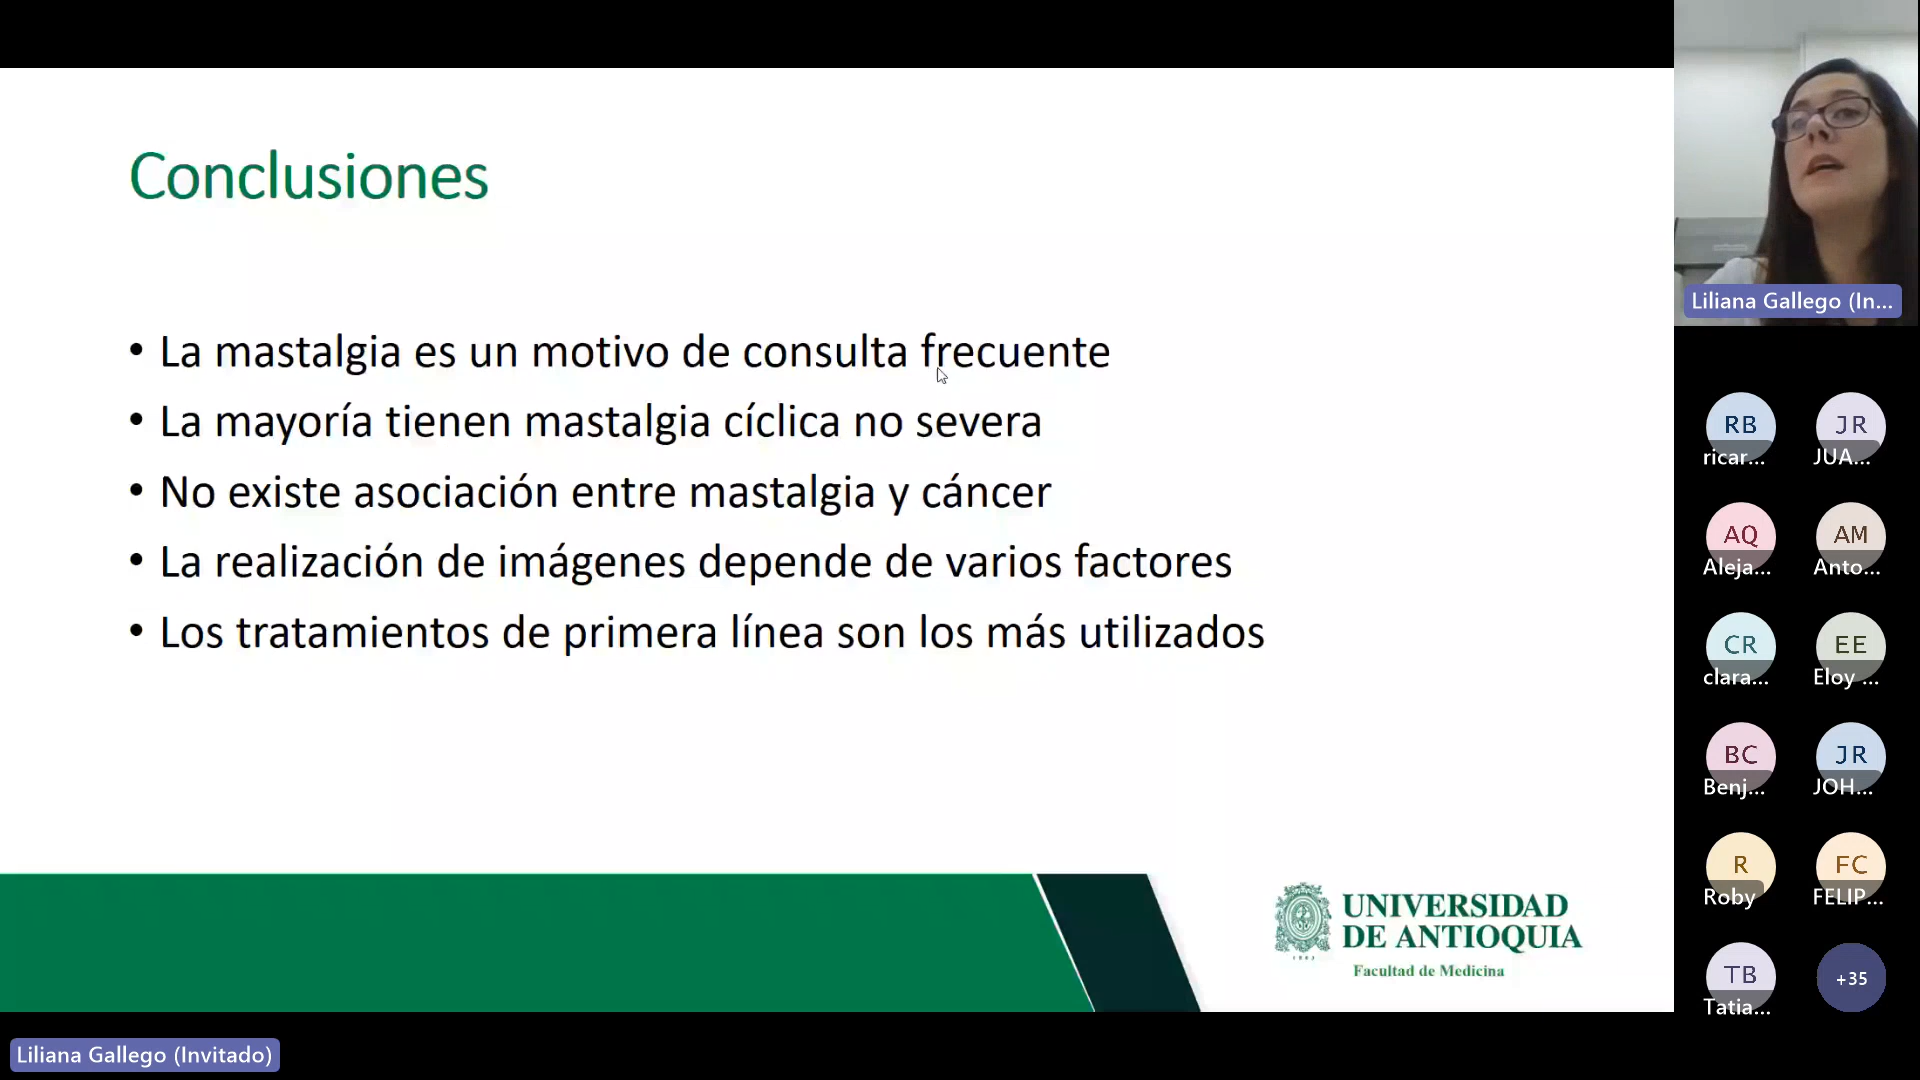 Conclusiones
• La mastalgia es un motivo de consulta frecuente
• La mayoría tienen mastalgia cíclica no severa
• No existe asociación entre mastalgia y cáncer
• La realización de imágenes depende de varios factores
• Los tratamientos de primera línea son los más utilizados
UNIVERSIDAD
DE ANTIOQUIA
Facultad de Medicina
Liliana Gallego (Invitado)
Liliana Gallego (In...
RB
ricar...
JR
JUA...
AQ
Aleja...
AM
Anto...
CR
clara...
EE
Eloy ...
BC
Benj...
JR
JOH...
R
Roby
FC
FELIP...
TB
Tatia...
+35